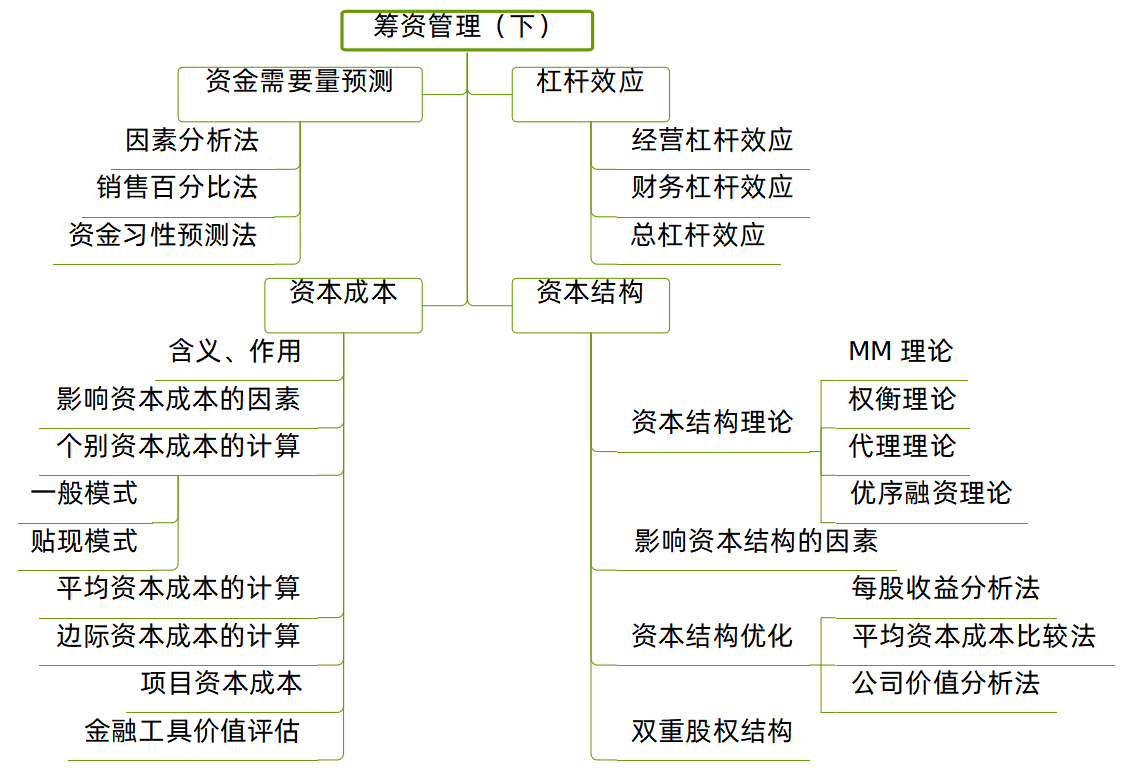 筹资管理（下）
资金需要量预测
因素分析法
销售百分比法
资金习性预测法
杠杆效应
经营杠杆效应
财务杠杆效应
总杠杆效应
资本成本
含义、作用
影响资本成本的因素
个别资本成本的计算
一般模式
贴现模式
平均资本成本的计算
边际资本成本的计算
项目资本成本
金融工具价值评估
资本结构
资本结构理论
MM 理论
权衡理论
代理理论
优序融资理论
影响资本结构的因素
资本结构优化
每股收益分析法
平均资本成本比较法
公司价值分析法
双重股权结构